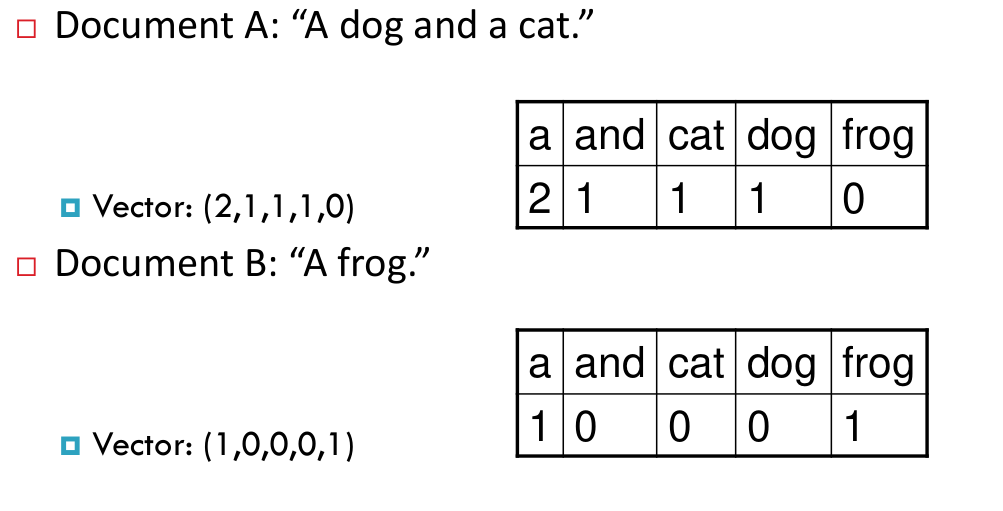 Document A: “A dog and a cat.”
a and cat dog frog
2 1 1 1 0
Vector: (2,1,1,1,0)
Document B: “A frog.”
a and cat dog frog
1 0 0 0 1
Vector: (1,0,0,0,1)